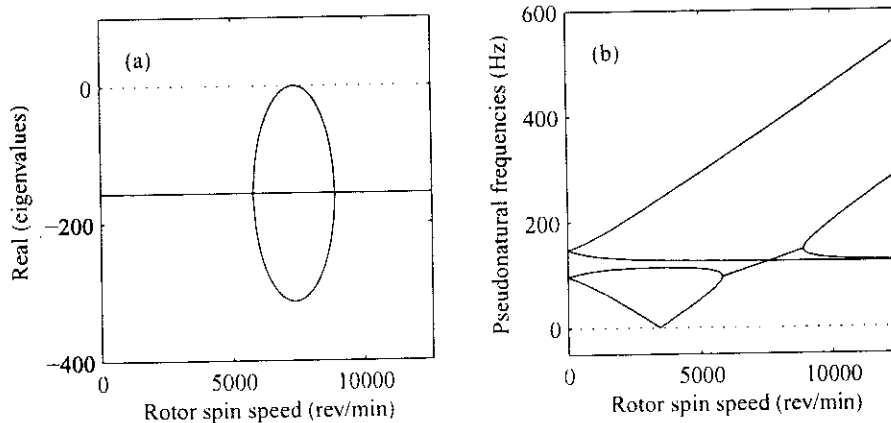 (a)
0
−200
−400
0 5000 10000
Rotor spin speed (rev/min)
Real (eigenvalues)
(b)
600
400
200
0
0 5000 10000
Rotor spin speed (rev/min)
Pseudonatural frequencies (Hz)